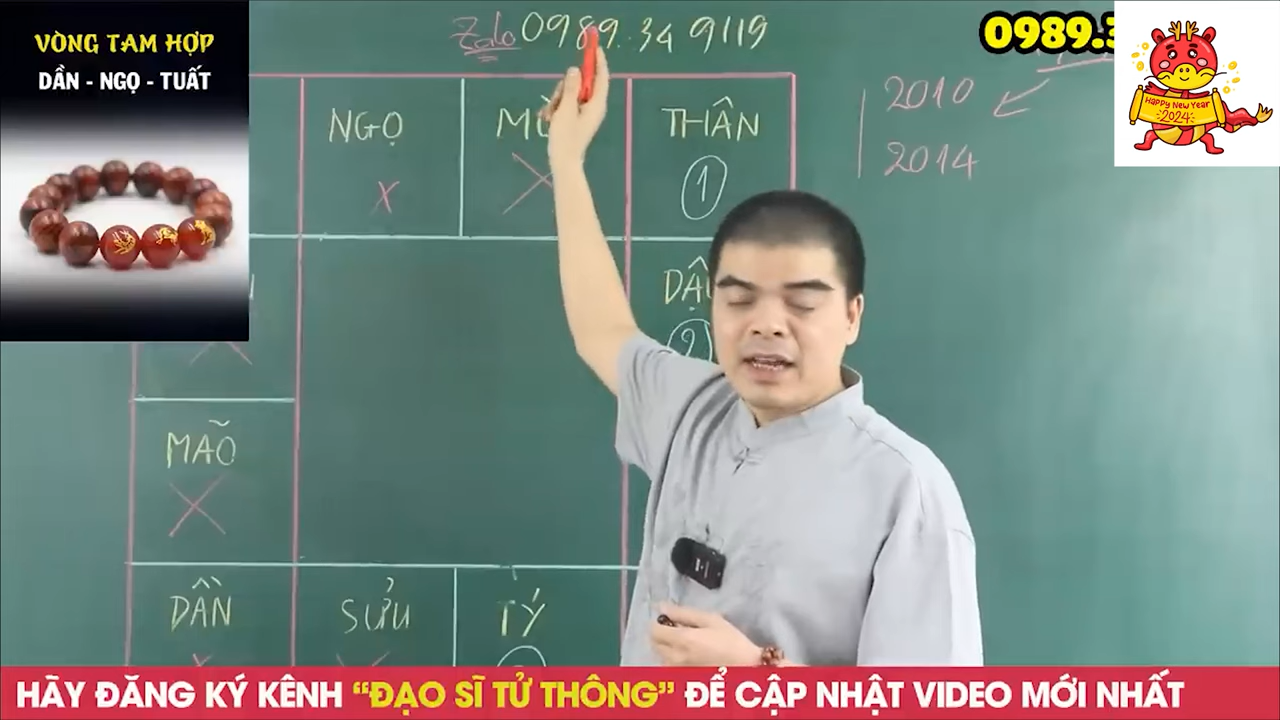 VÒNG TAM HỢP
DẦN - NGỌ - TUẤT
Zalo 0989.34 9119
0989.3
2010
2014
Happy New Year
2024
NGỌ
X
X
THÂN
1
DẬU
2
X
MÃO
X
DẦN
SỬU
TÝ
HÃY ĐĂNG KÝ KÊNH “ĐẠO SĨ TỬ THÔNG” ĐỂ CẬP NHẬT VIDEO MỚI NHẤT